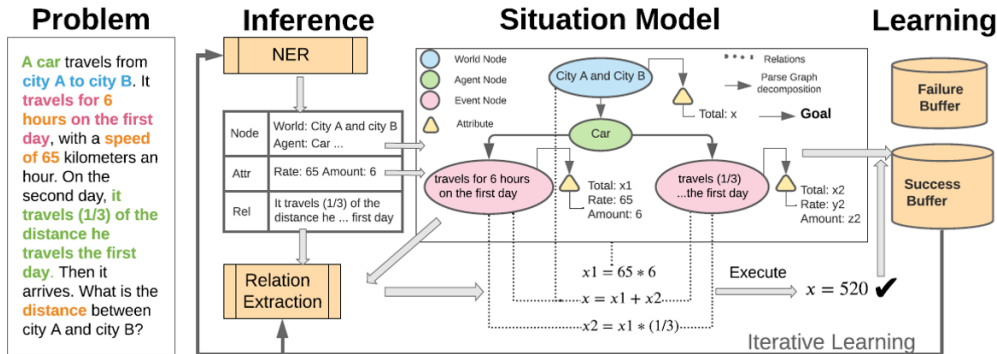 Problem
Inference
Situation Model
Learning
A car travels from
city A to city B. It
travels for 6
hours on the first
day, with a speed
of 65 kilometers an
hour. On the
second day, it
travels (1/3) of the
distance he
travels the first
day. Then it
arrives. What is the
distance between
city A and city B?
NER
Node
World: City A and city B
Agent: Car ...
Attr
Rate: 65 Amount: 6
Rel
It travels (1/3) of the
distance he ... first day
Relation
Extraction
World Node
Agent Node
Event Node
Attribute
City A and City B
Relations
Parse Graph
decomposition
Total: x
Goal
Car
travels for 6 hours
on the first day
Total: x1
Rate: 65
Amount: 6
travels (1/3)
...the first day
Total: x2
Rate: y2
Amount: z2
x1 = 65 * 6
x = x1 + x2
x2 = x1 * (1/3)
Execute
x = 520 ✔
Failure
Buffer
Success
Buffer
Iterative Learning